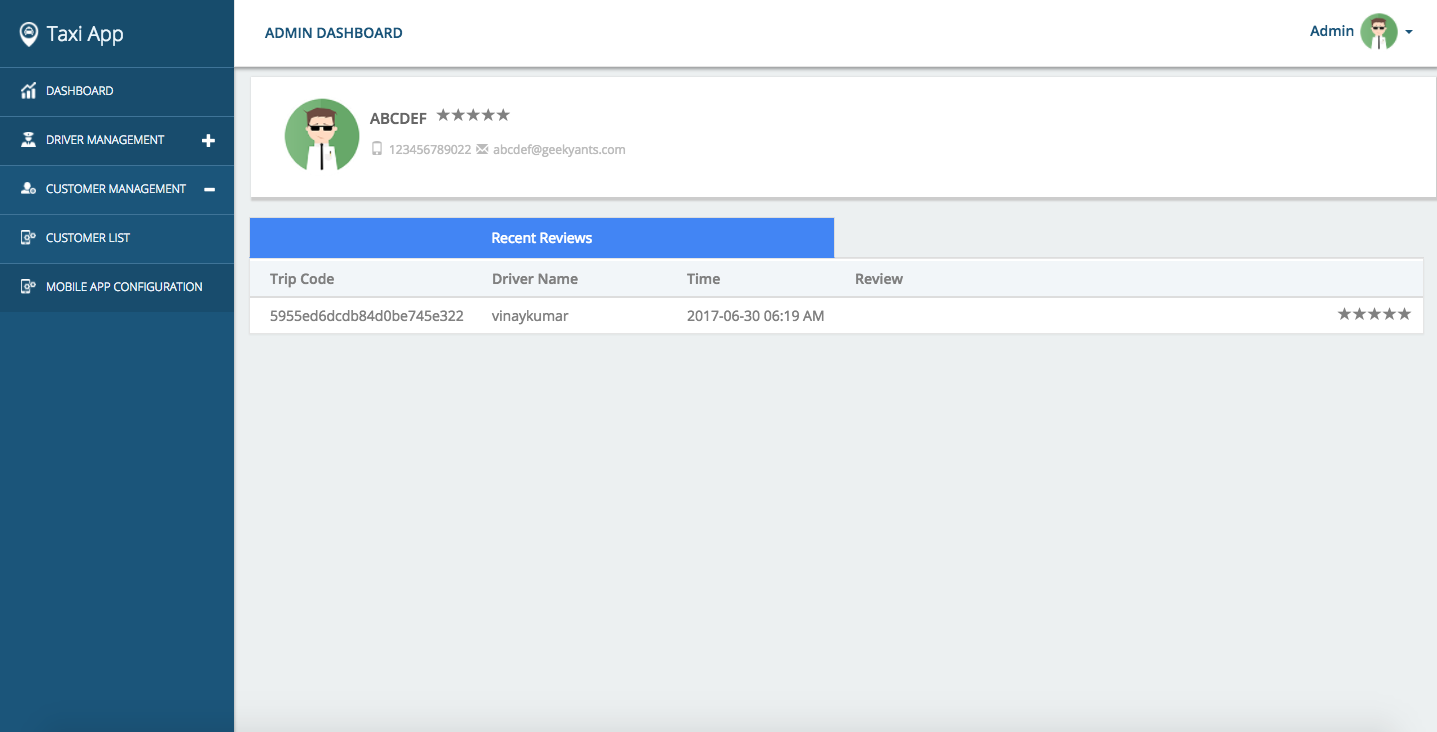 Taxi App
ADMIN DASHBOARD
Admin
DASHBOARD
DRIVER MANAGEMENT
CUSTOMER MANAGEMENT
CUSTOMER LIST
MOBILE APP CONFIGURATION
ABCDEF ★★★★★
123456789022 abcdef@geekyants.com
Recent Reviews
Trip Code Driver Name Time Review
5955ed6dcdb84d0be745e322 vinaykumar 2017-06-30 06:19 AM ★★★★★